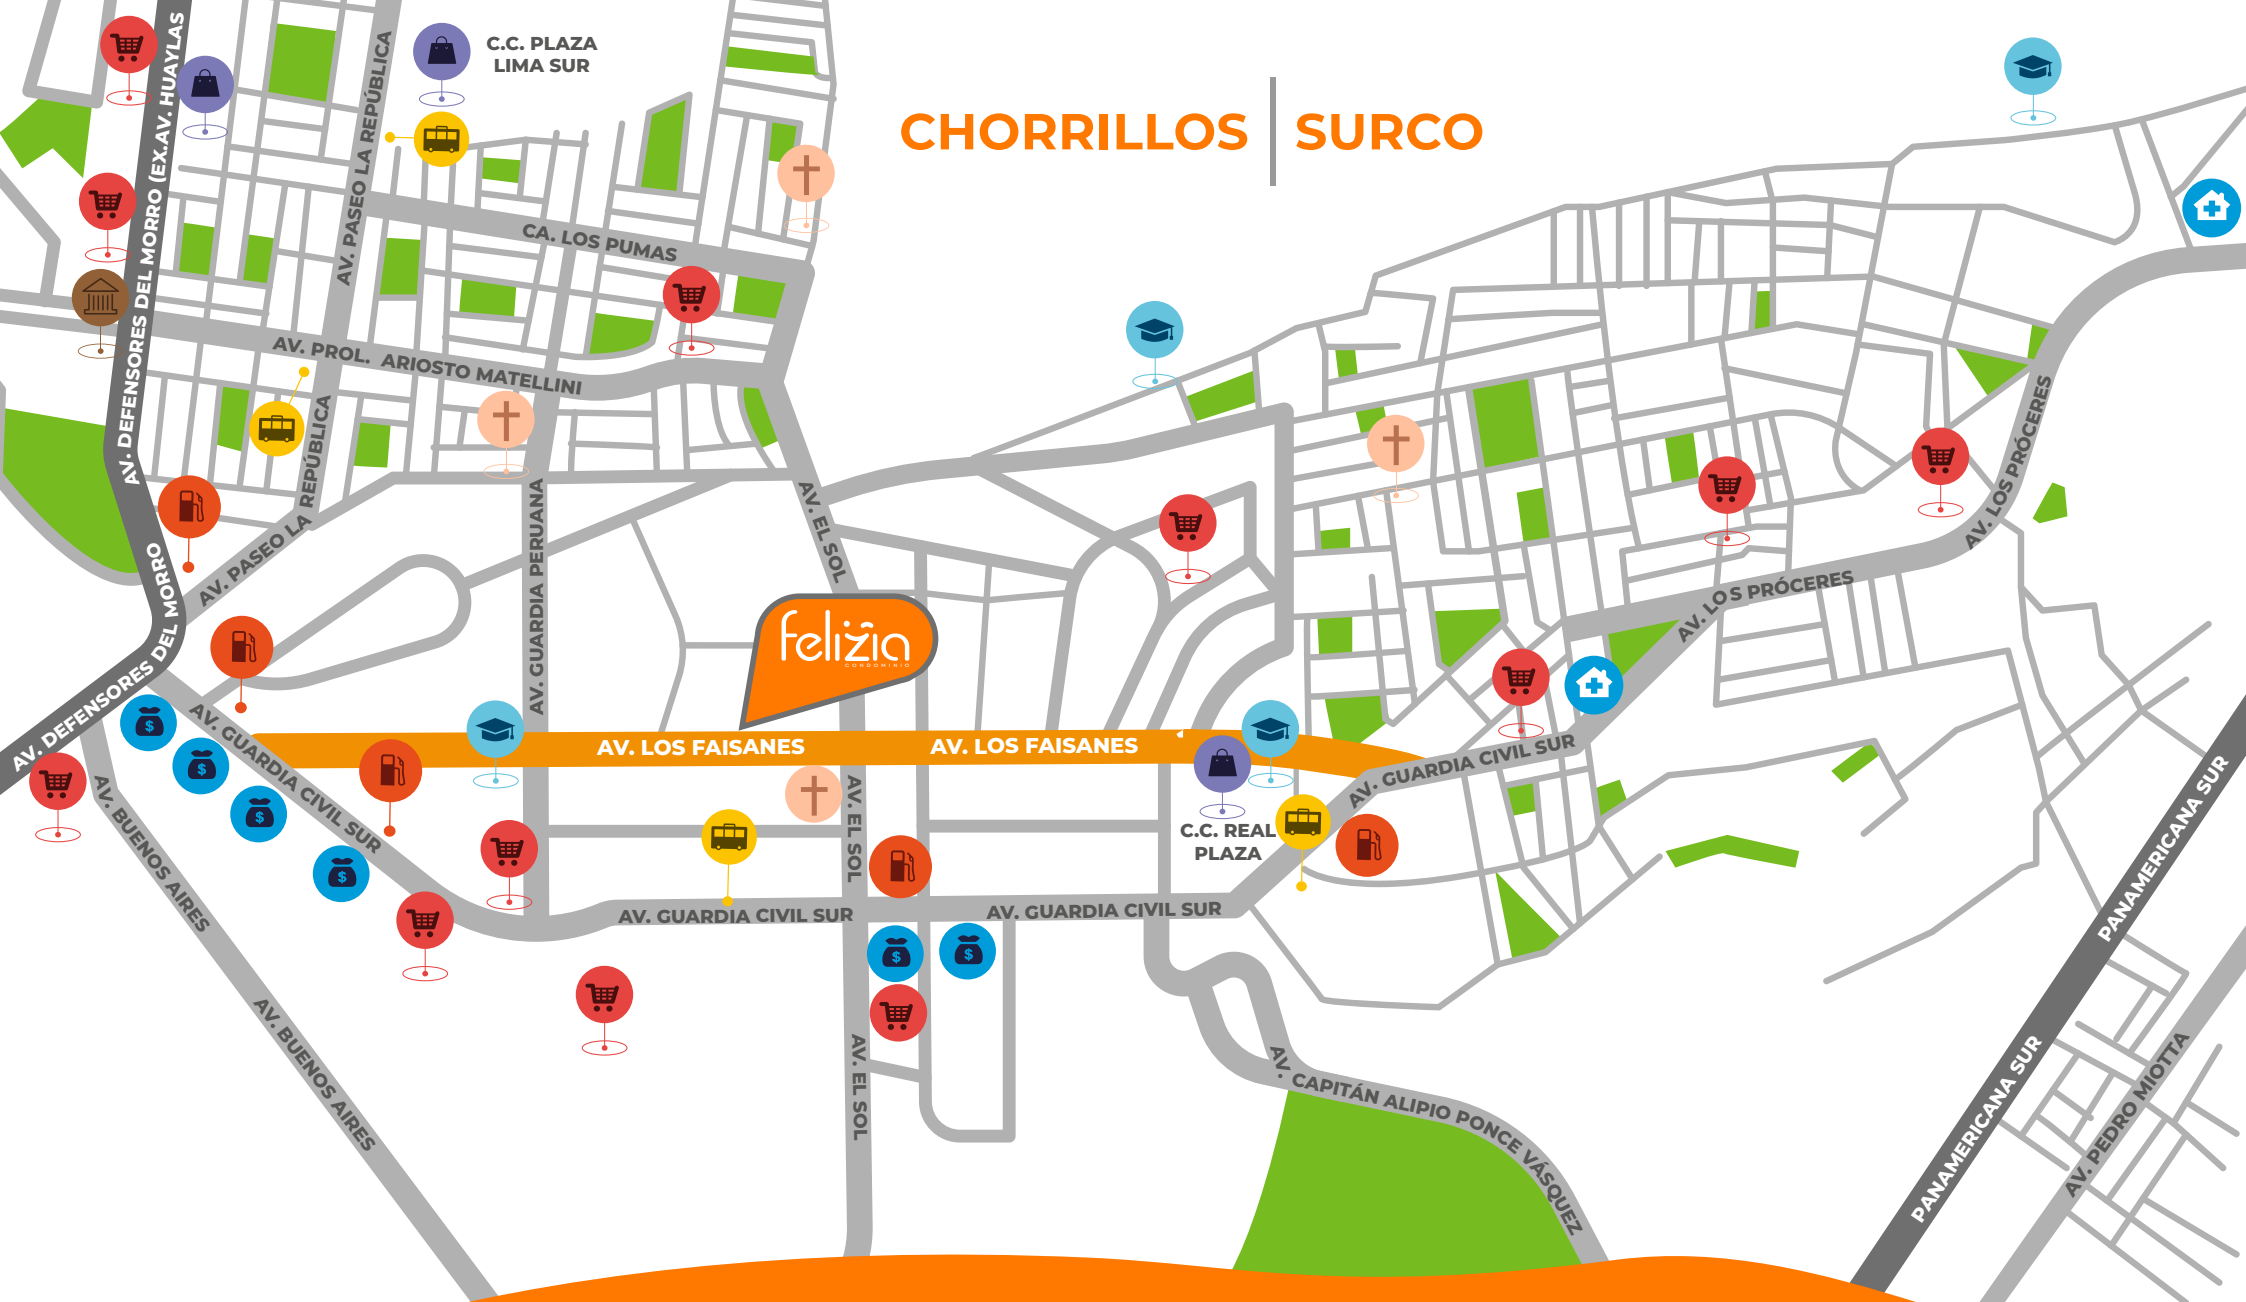 C.C. PLAZA
LIMA SUR
CHORRILLOS
SURCO
AV. DEFENSORES DEL MORRO (EX.AV. HUAYLAS
AV. PASEO LA REPÚBLICA
CA. LOS PUMAS
AV. PROL. ARIOSTO MATELLINI
AV. PASEO LA REPÚBLICA
AV. EL SOL
AV. GUARDIA PERUANA
AV. LOS PRÓCERES
AV. LOS PRÓCERES
AV. DEFENSORES DEL MORRO
felizia
CONDOMINIO
AV. GUARDIA CIVIL SUR
AV. LOS FAISANES
AV. LOS FAISANES
AV. GUARDIA CIVIL SUR
AV. BUENOS AIRES
AV. EL SOL
C.C. REAL
PLAZA
AV. GUARDIA CIVIL SUR
AV. GUARDIA CIVIL SUR
$
$
$
$
$
$
AV. BUENOS AIRES
AV. EL SOL
AV. CAPITÁN ALIPIO PONCE VÁSQUEZ
PANAMERICANA SUR
PANAMERICANA SUR
AV. PEDRO MIOTTA